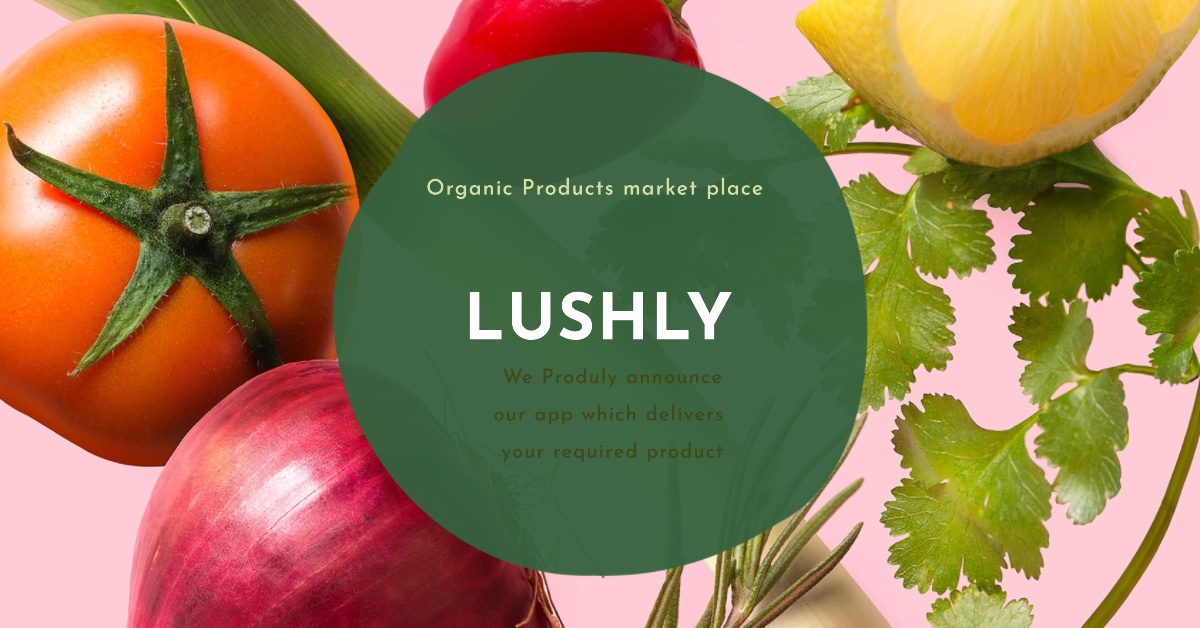 Organic Products market place
LUSHLY
We Produly announce
our app which delivers
your required product